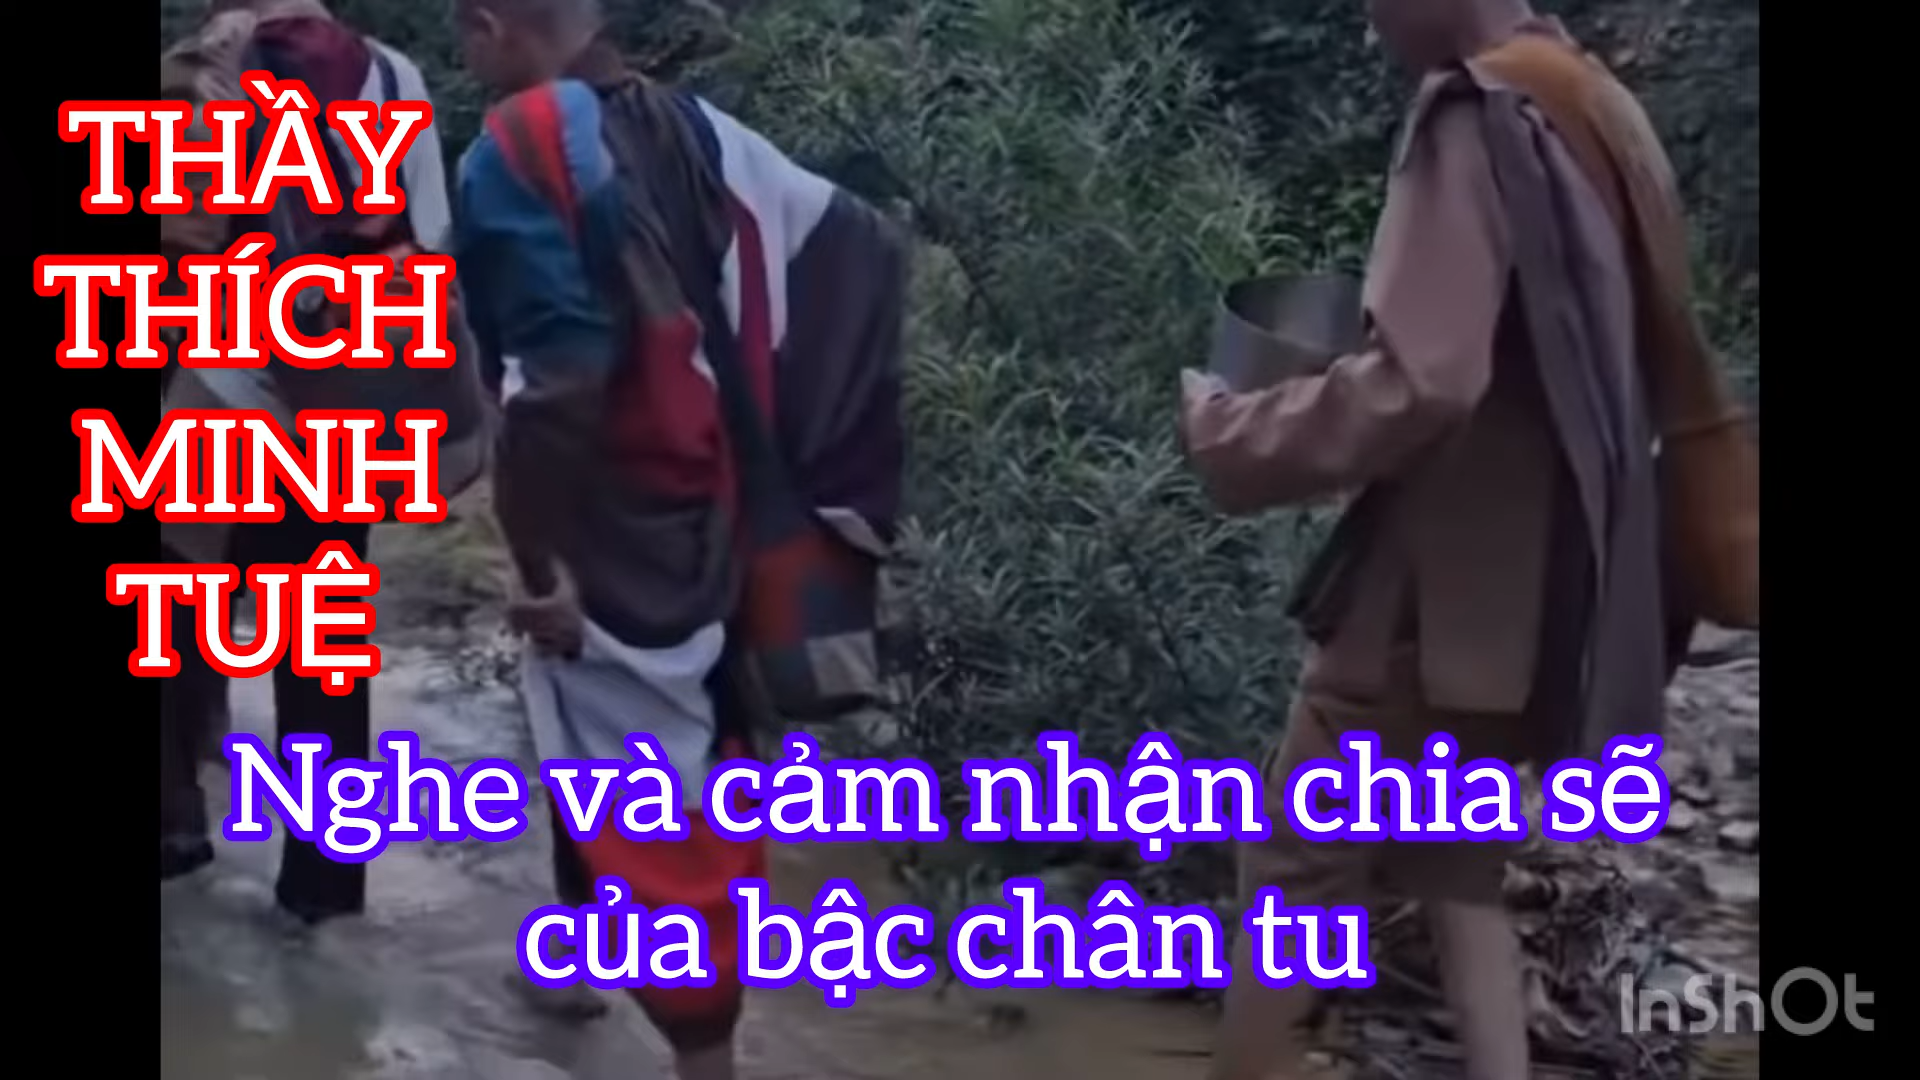 THẦY
THÍCH
MINH
TUỆ
Nghe và cảm nhận chia sẽ
của bậc chân tu
InShOt